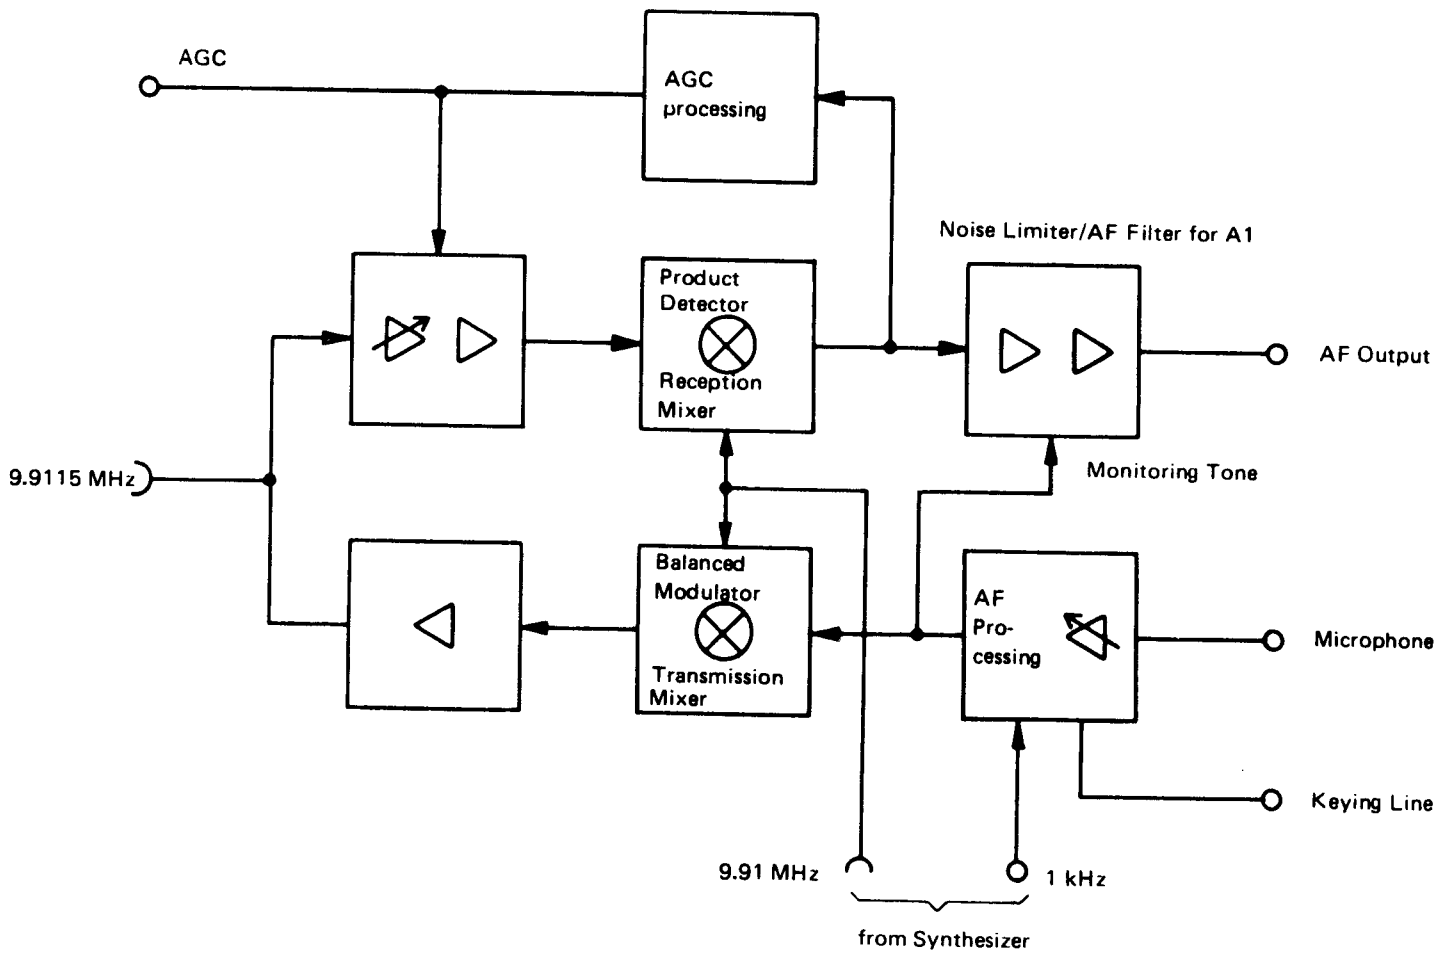 AGC
AGC
processing
Noise Limiter/AF Filter for A1
Product
Detector
Reception
Mixer
AF Output
9.9115 MHz
Monitoring Tone
Balanced
Modulator
Transmission
Mixer
AF
Pro-
cessing
Microphone
Keying Line
9.91 MHz
1 kHz
from Synthesizer